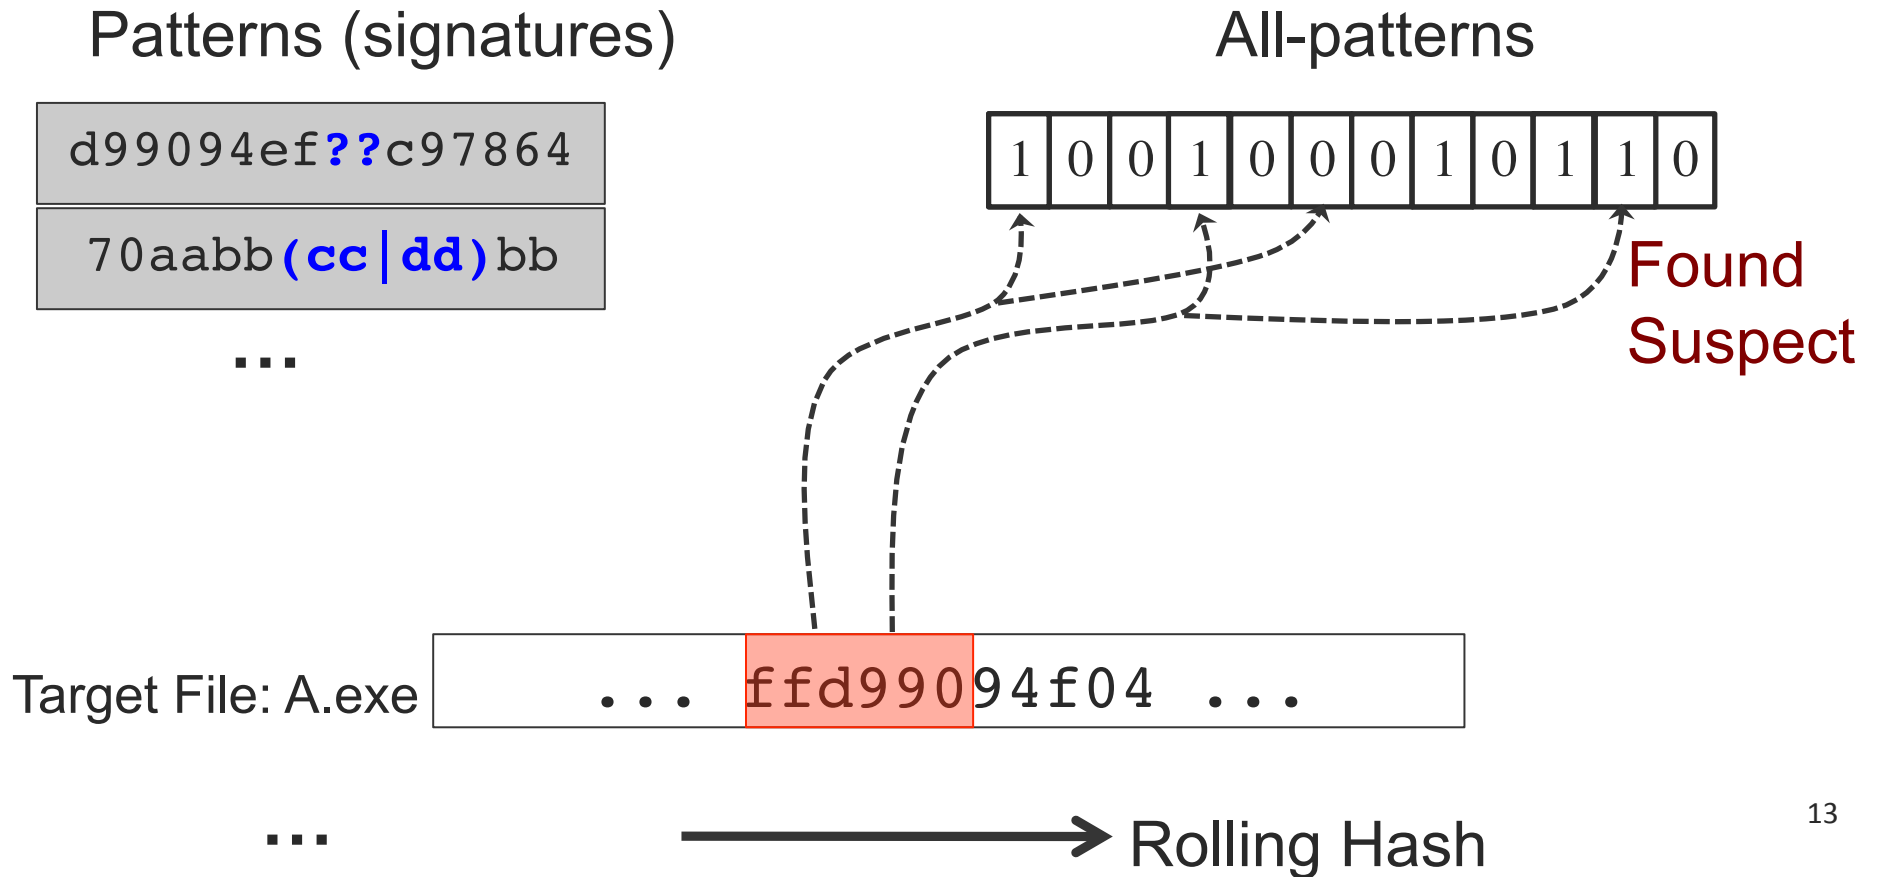 Patterns (signatures)
All-patterns
d99094ef??c97864
70aabb(cc|dd)bb
...
1 0 0 1 0 0 0 1 0 1 1 0
Found
Suspect
Target File: A.exe
... ffd99094f04 ...
...
Rolling Hash
13